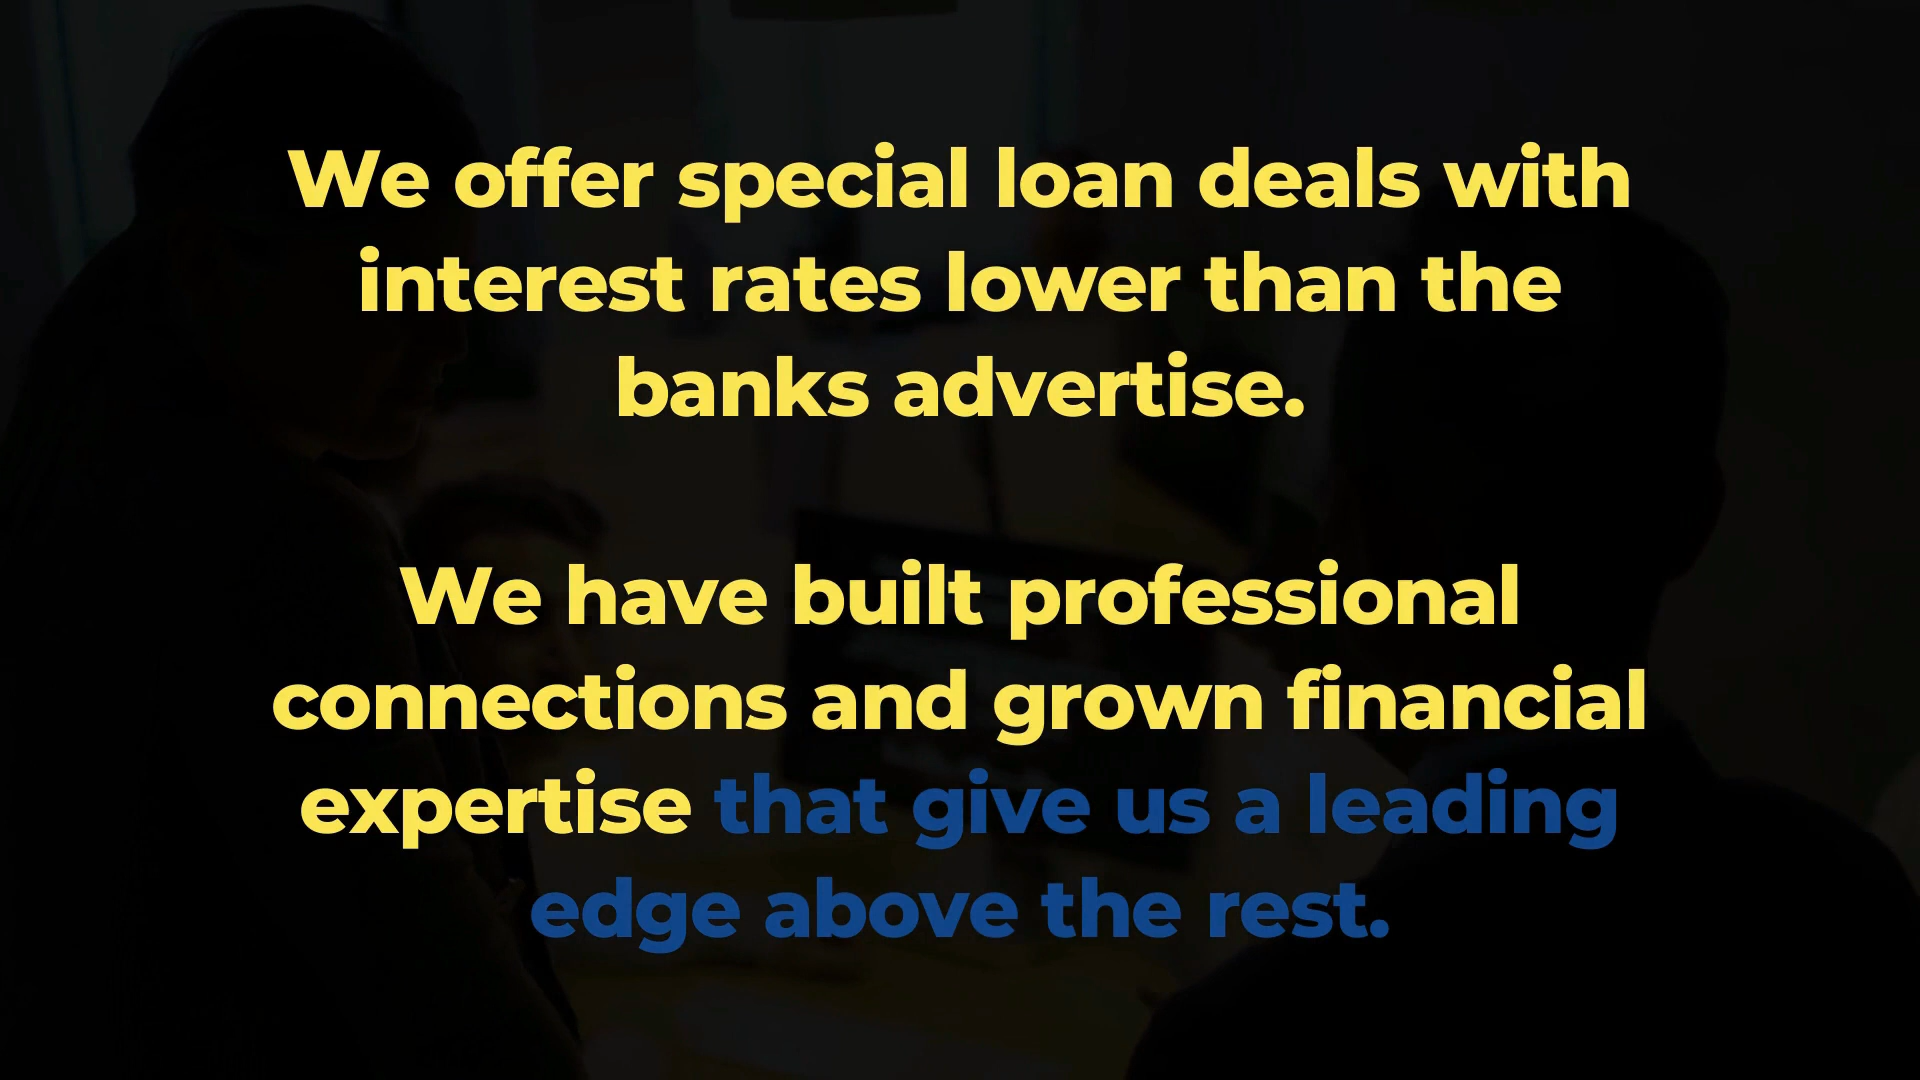 We offer special loan deals with
interest rates lower than the
banks advertise.
We have built professional
connections and grown financial
expertise that give us a leading
edge above the rest.